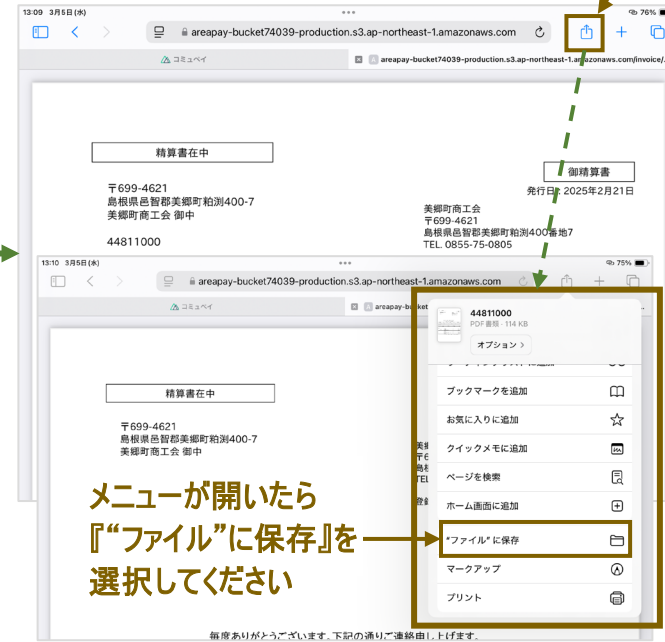 13:09 3月5日(水)
76%
areapay-bucket74039-production.s3.ap-northeast-1.amazonaws.com
コミュペイ
areapay-bucket74039-production.s3.ap-northeast-1.amazonaws.com/invoice/.
精算書在中
御精算書
発行日: 2025年2月21日
〒699-4621
島根県邑智郡美郷町粕渕400-7
美郷町商工会 御中
44811000
美郷町商工会
〒699-4621
島根県邑智郡美郷町粕渕400番地7
TEL. 0855-75-0805
13:10 3月5日(水)
75%
areapay-bucket74039-production.s3.ap-northeast-1.amazonaws.com
コミュペイ
areapay-bucket
精算書在中
〒699-4621
島根県邑智郡美郷町粕渕400-7
美郷町商工会 御中
44811000
PDF書類・114 KB
オプション >
ブックマークを追加
お気に入りに追加
クイックメモに追加
ページを検索
ホーム画面に追加
"ファイル"に保存
マークアップ
プリント
メニューが開いたら
『“ファイル”に保存』を
選択してください
毎度ありがとうございます。下記の通りご連絡申し上げます。